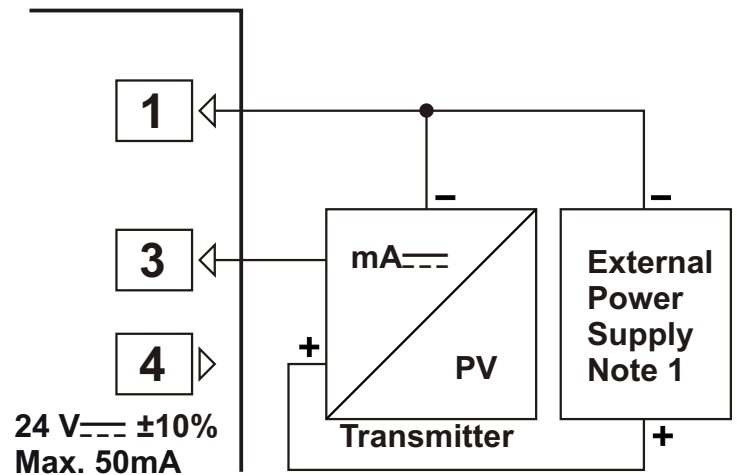 1
3
4
24 V ±10%
Max. 50mA
−
mA
+
PV
Transmitter
−
External
Power
Supply
Note 1
+